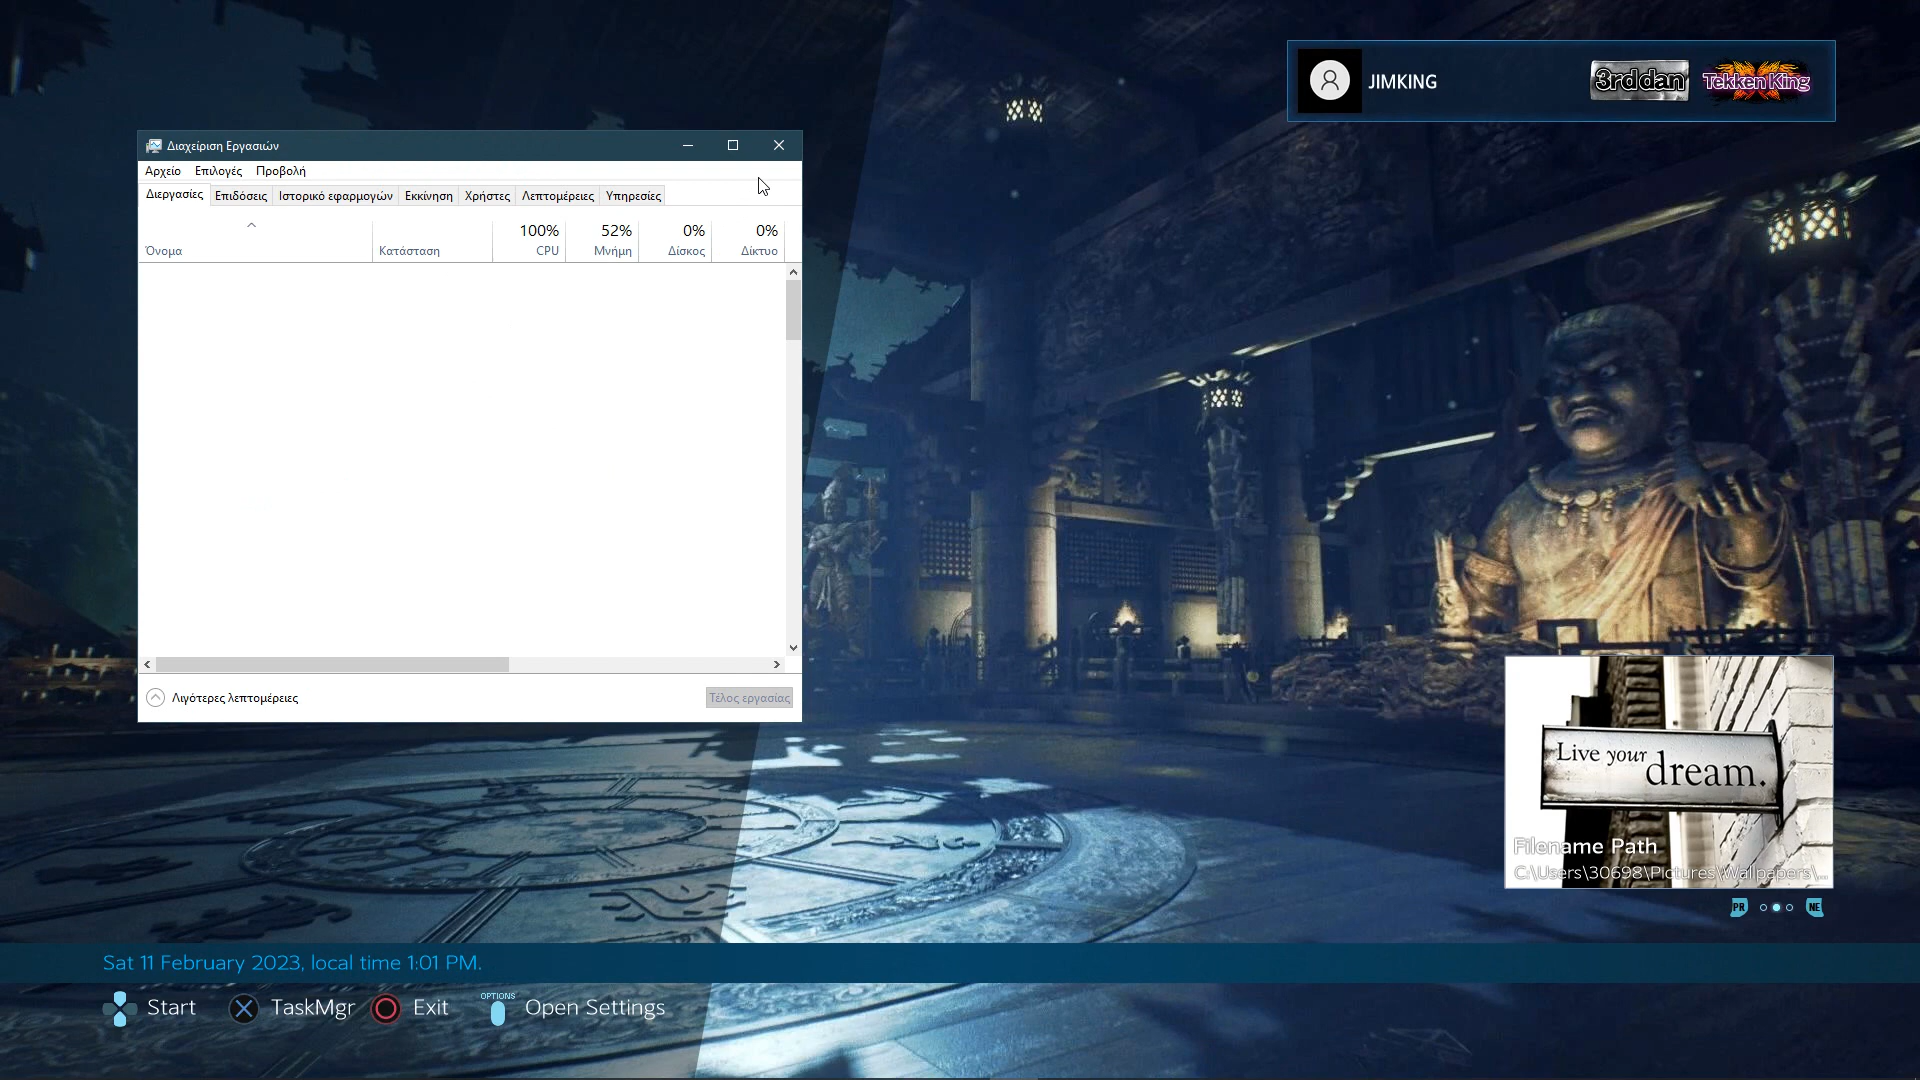 JIMKING
3rd dan
Tekken King
Διαχείριση Εργασιών
Αρχείο Επιλογές Προβολή
Διεργασίες Επιδόσεις Ιστορικό εφαρμογών Εκκίνηση Χρήστες Λεπτομέρειες Υπηρεσίες
100% 52% 0% 0%
Όνομα Κατάσταση CPU Μνήμη Δίσκος Δίκτυο
Λιγότερες λεπτομέρειες Τέλος εργασίας
Live your dream.
Filename Path
C:\Users\30698\Pictures\Wallpapers\...
PR NE
Sat 11 February 2023, local time 1:01 PM.
Start TaskMgr Exit OPTIONS Open Settings